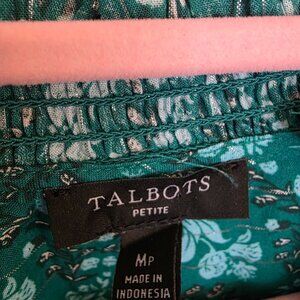 TALBOTS
PETITE
MP
MADE IN
INDONESIA